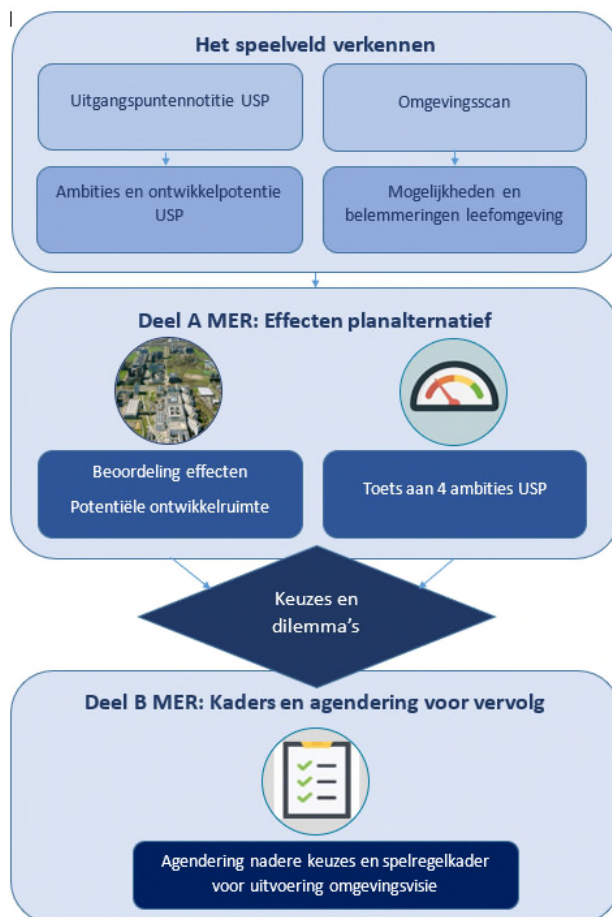 Het speelveld verkennen
Uitgangspuntennotitie USP
Omgevingsscan
Ambities en ontwikkelpotentie
USP
Mogelijkheden en
belemmeringen leefomgeving
Deel A MER: Effecten planalternatief
Beoordeling effecten
Potentiële ontwikkelruimte
Toets aan 4 ambities USP
Keuzes en
dilemma's
Deel B MER: Kaders en agendering voor vervolg
Agendering nadere keuzes en spelregelkader
voor uitvoering omgevingsvisie